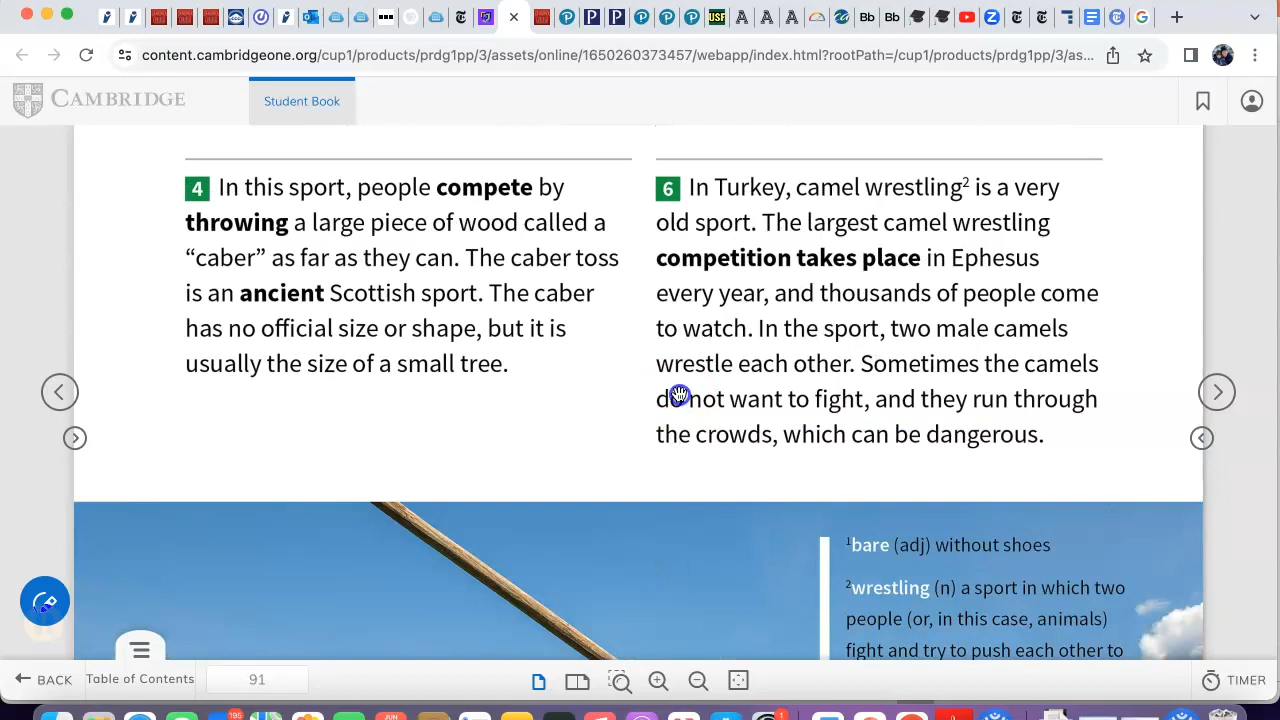 content.cambridgeone.org/cup1/products/prdg1pp/3/assets/online/1650260373457/webapp/index.html?rootPath=/cup1/products/prdg1pp/3/as...
CAMBRIDGE
Student Book
4 In this sport, people compete by
throwing a large piece of wood called a
“caber” as far as they can. The caber toss
is an ancient Scottish sport. The caber
has no official size or shape, but it is
usually the size of a small tree.
6 In Turkey, camel wrestling² is a very
old sport. The largest camel wrestling
competition takes place in Ephesus
every year, and thousands of people come
to watch. In the sport, two male camels
wrestle each other. Sometimes the camels
do not want to fight, and they run through
the crowds, which can be dangerous.
¹bare (adj) without shoes
²wrestling (n) a sport in which two
people (or, in this case, animals)
fight and try to push each other to
BACK
Table of Contents
91
TIMER